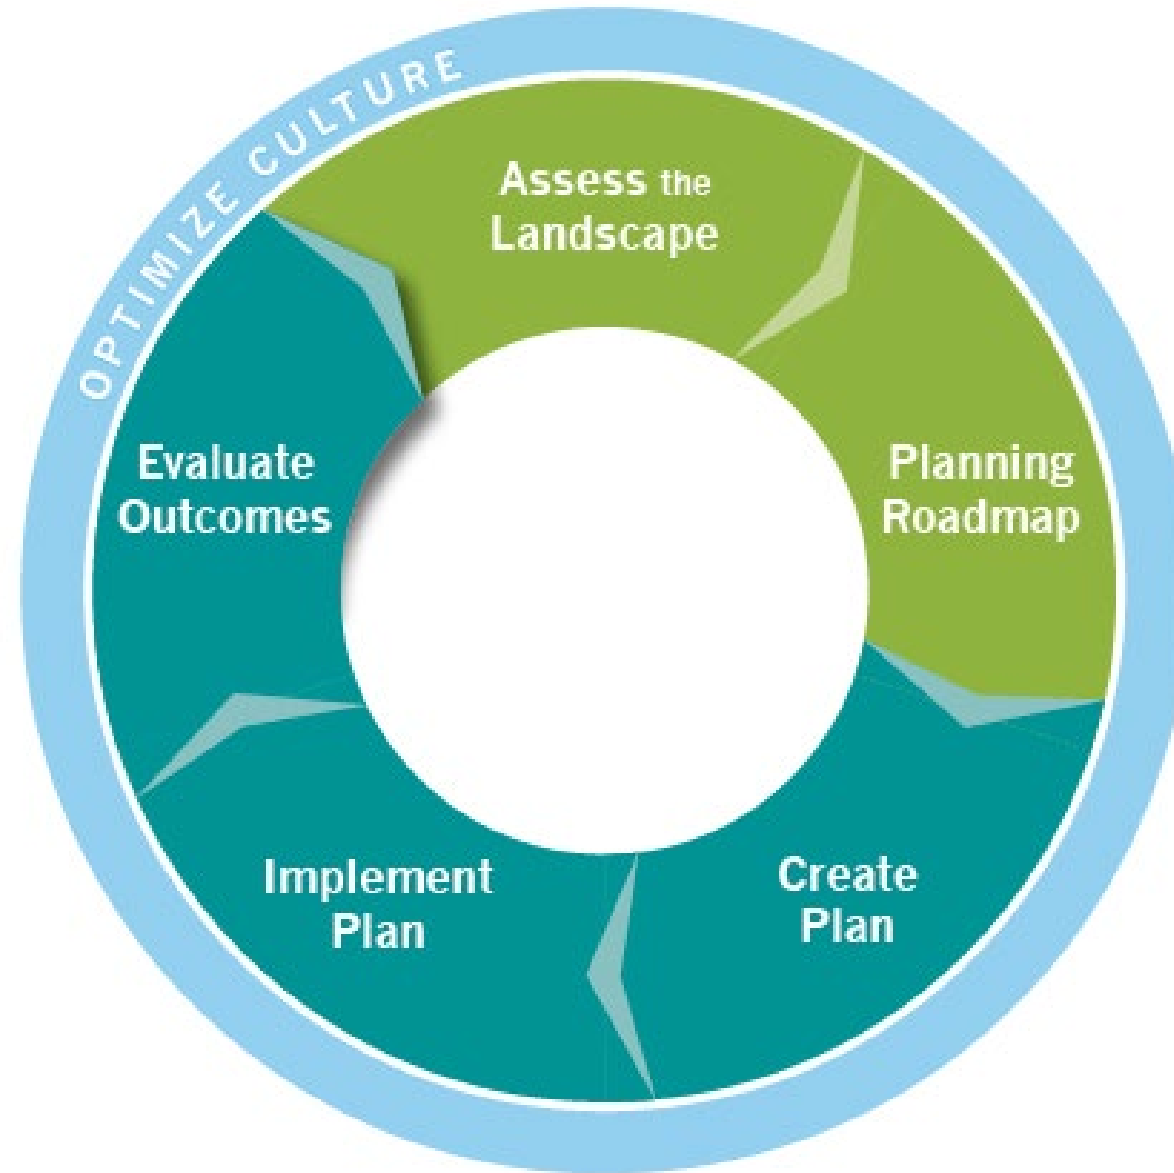 OPTIMIZE CULTURE
Assess the
Landscape
Planning
Roadmap
Create
Plan
Implement
Plan
Evaluate
Outcomes